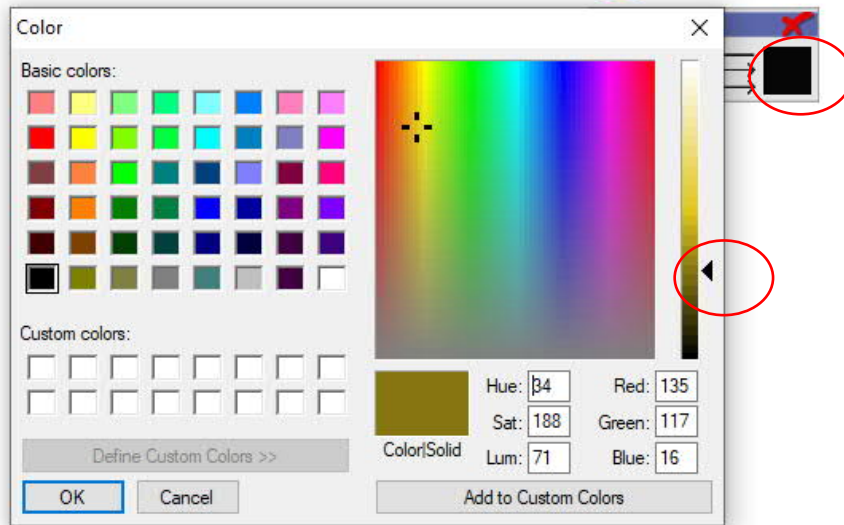 Color
Basic colors:
Custom colors:
Define Custom Colors >>
OK Cancel
Color|Solid
Hue: 34 Red: 135
Sat: 188 Green: 117
Lum: 71 Blue: 16
Add to Custom Colors